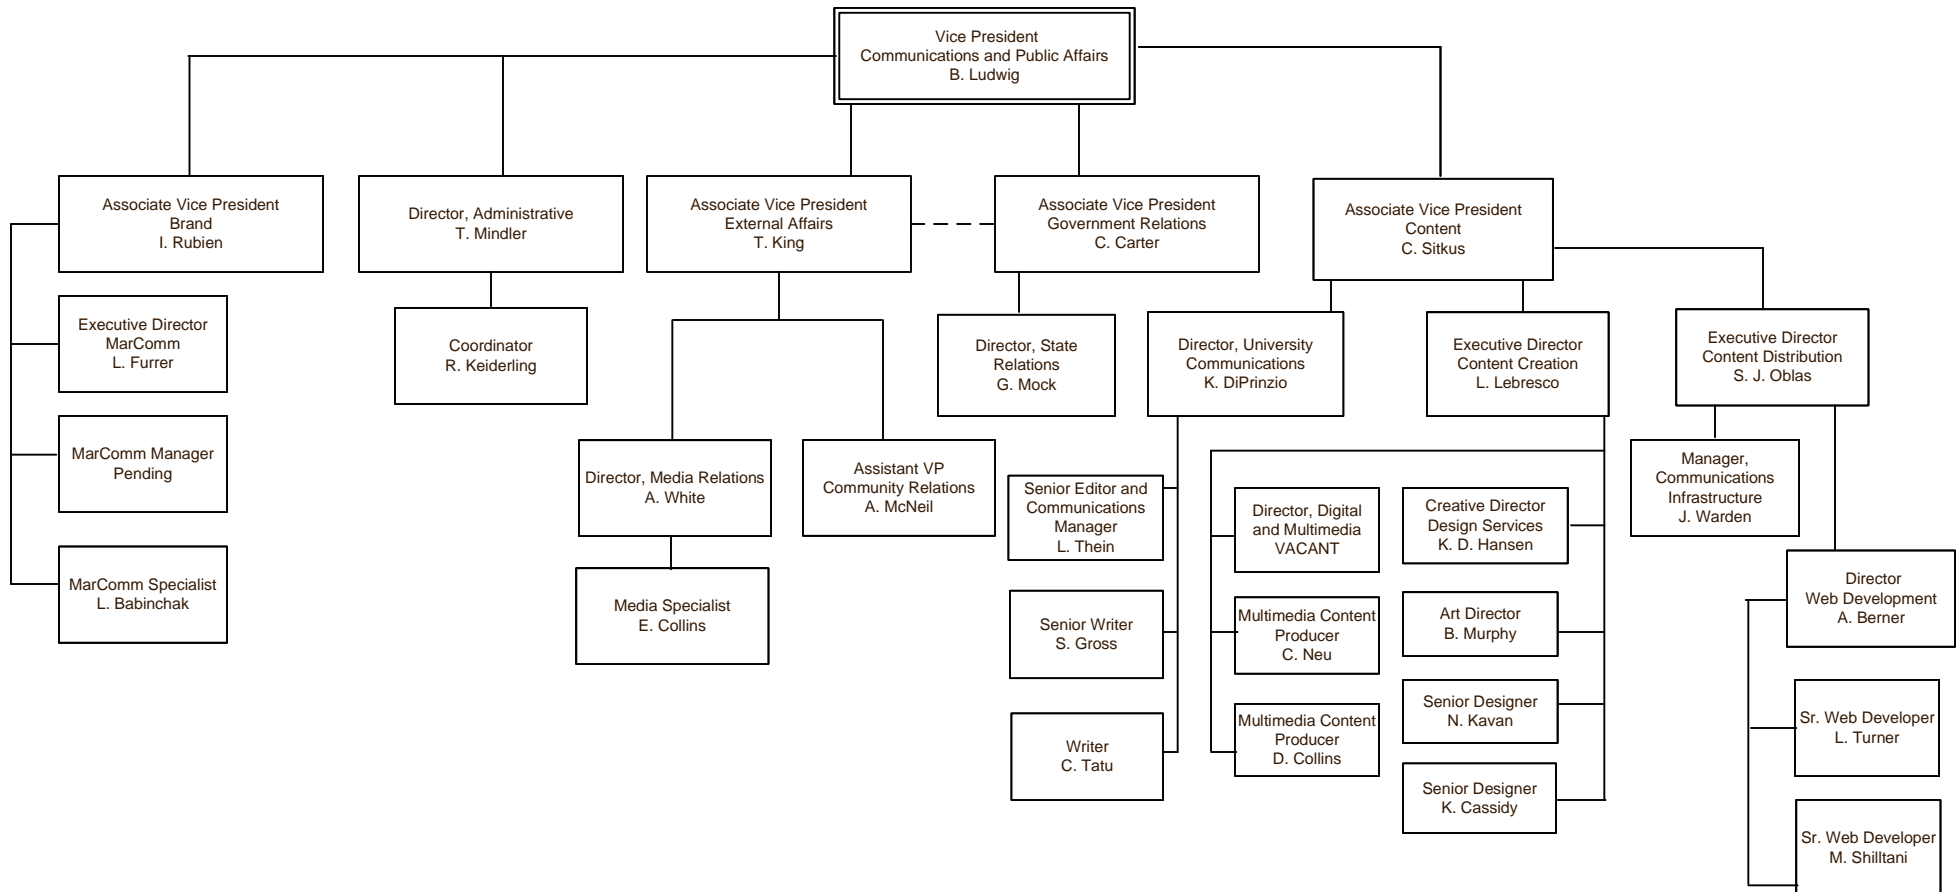 Vice President
Communications and Public Affairs
B. Ludwig
Associate Vice President
Brand
I. Rubien
Director, Administrative
T. Mindler
Associate Vice President
External Affairs
T. King
Associate Vice President
Government Relations
C. Carter
Associate Vice President
Content
C. Sitkus
Executive Director
MarComm
L. Furrer
MarComm Manager
Pending
MarComm Specialist
L. Babinchak
Coordinator
R. Keiderling
Director, Media Relations
A. White
Media Specialist
E. Collins
Assistant VP
Community Relations
A. McNeil
Director, State
Relations
G. Mock
Director, University
Communications
K. DiPrinzio
Senior Editor and
Communications
Manager
L. Thein
Senior Writer
S. Gross
Writer
C. Tatu
Executive Director
Content Creation
L. Lebresco
Director, Digital
and Multimedia
VACANT
Multimedia Content
Producer
C. Neu
Multimedia Content
Producer
D. Collins
Creative Director
Design Services
K. D. Hansen
Art Director
B. Murphy
Senior Designer
N. Kavan
Senior Designer
K. Cassidy
Executive Director
Content Distribution
S. J. Oblas
Manager,
Communications
Infrastructure
J. Warden
Director
Web Development
A. Berner
Sr. Web Developer
L. Turner
Sr. Web Developer
M. Shilltani